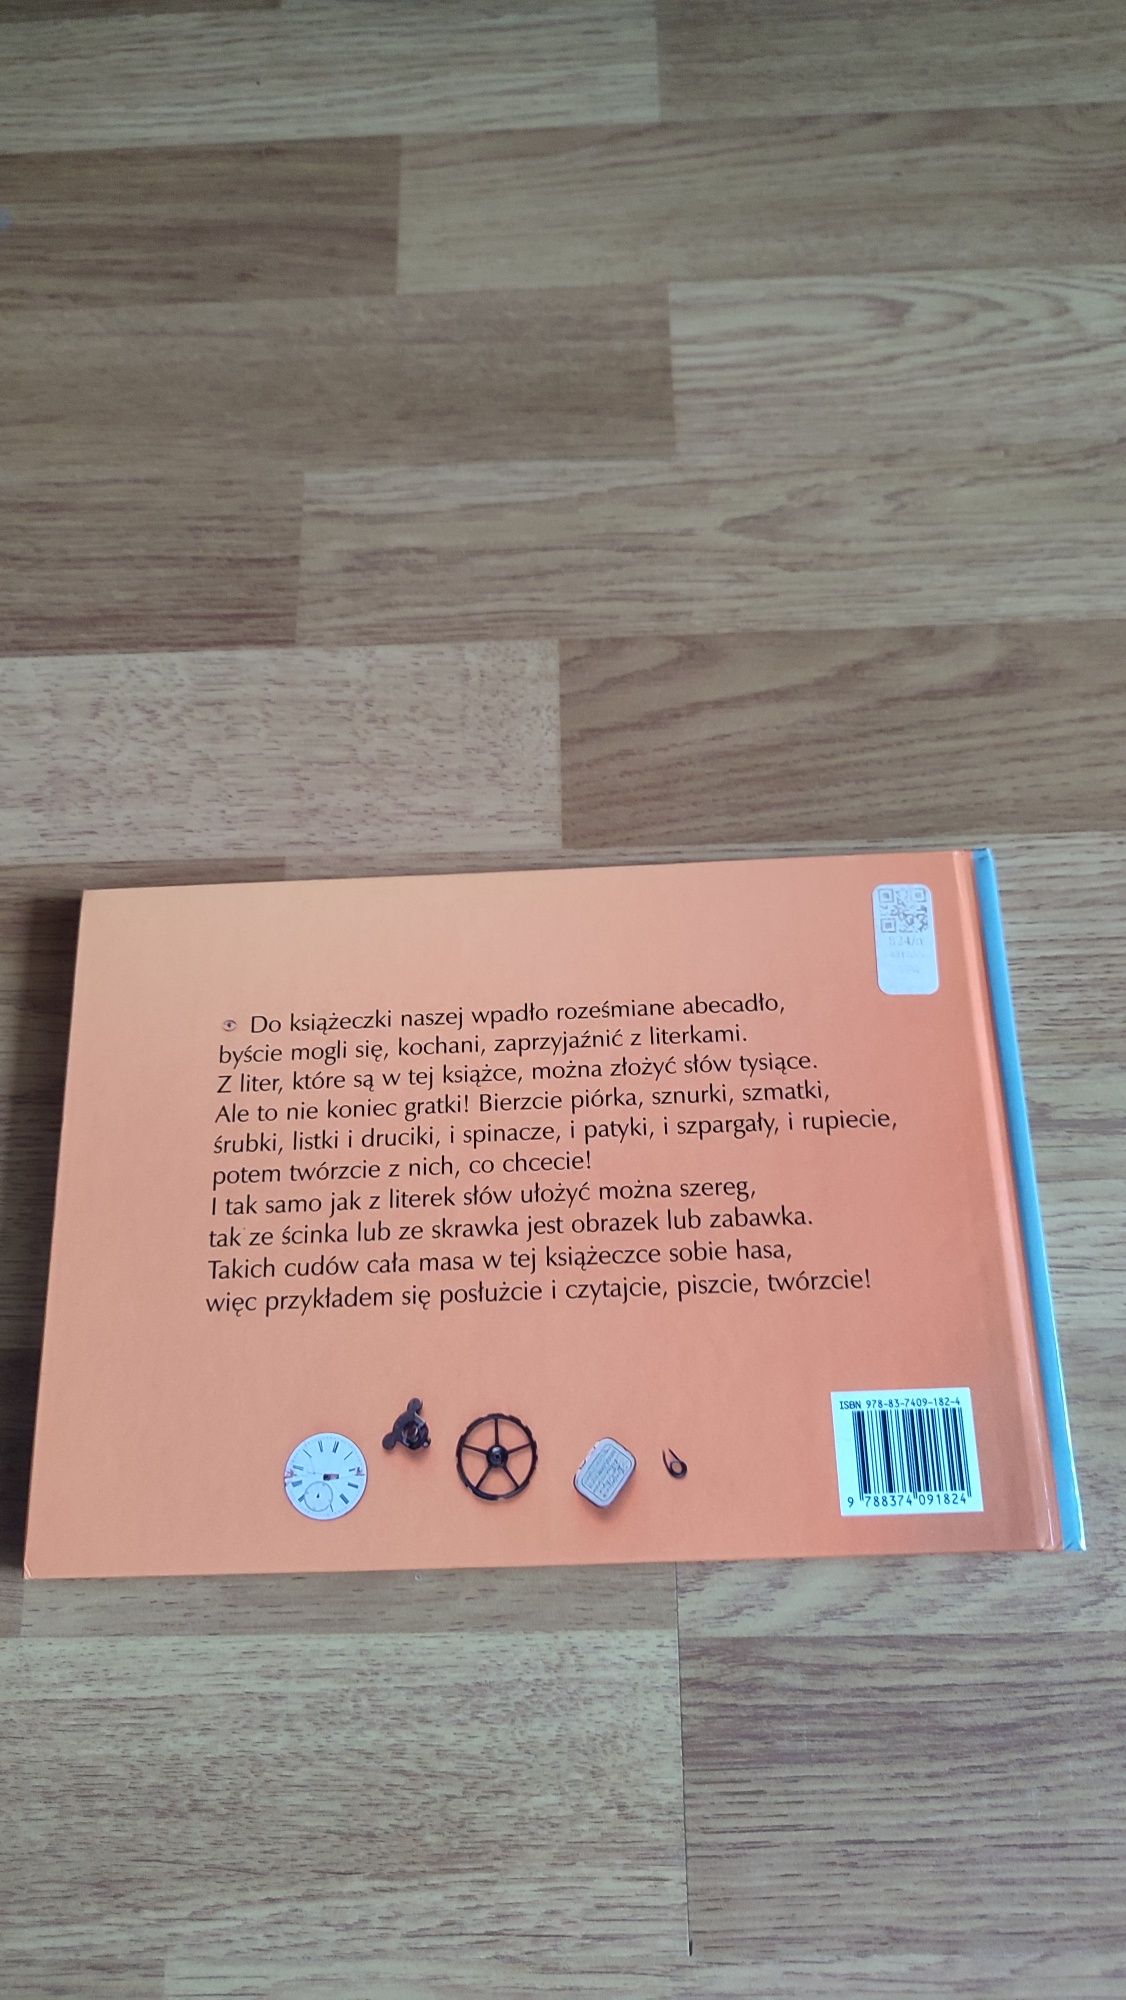 Do książeczki naszej wpadło roześmiane abecadło,
byście mogli się, kochani, zaprzyjaźnić z literkami.
Z liter, które są w tej książce, można złożyć słów tysiące.
Ale to nie koniec gratki! Bierzcie piórka, sznurki, szmatki,
śrubki, listki i druciki, i spinacze, i patyki, i szpargały, i rupiecie,
potem twórzcie z nich, co chcecie!
I tak samo jak z literek słów ułożyć można szereg,
tak ze ścinka lub ze skrawka jest obrazek lub zabawka.
Takich cudów cała masa w tej książeczce sobie hasa,
więc przykładem się posłużcie i czytajcie, piszcie, twórzcie!
ISBN 978-83-7409-182-4
9 788374 091824